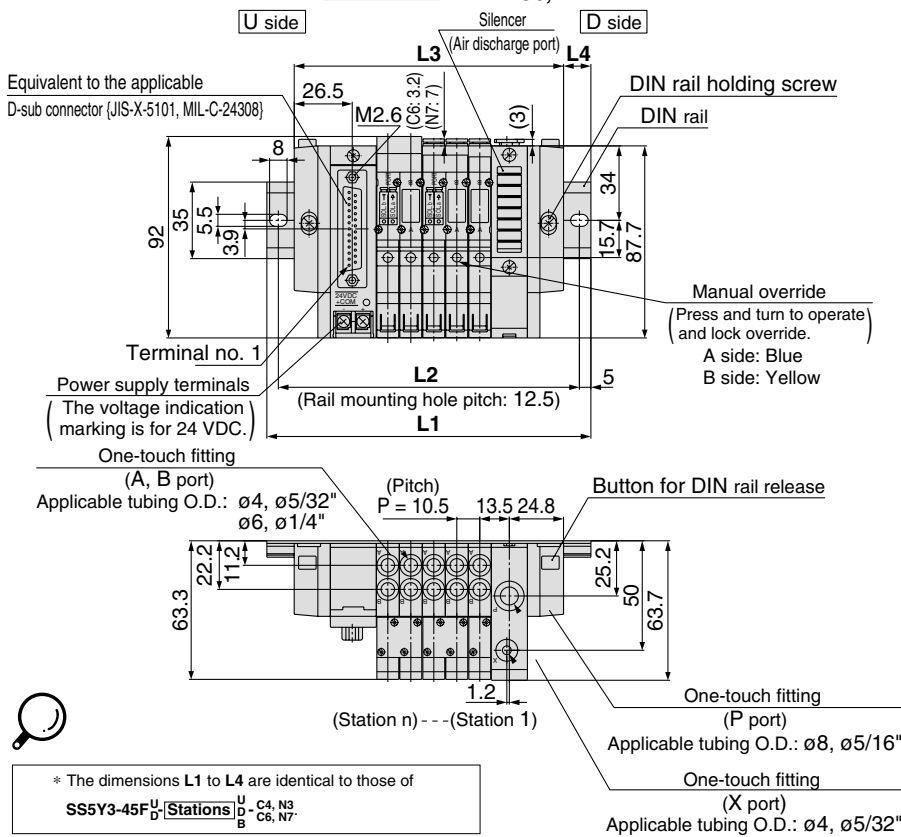 U side
Silencer
(Air discharge port)
D side
L3
L4
Equivalent to the applicable
D-sub connector {JIS-X-5101, MIL-C-24308}
26.5
M2.6
(C6: 3.2)
(N7: 7)
(3)
DIN rail holding screw
DIN rail
8
92
35
5.5
3.9
34
15.7
87.7
24VDC
+COM
Manual override
(Press and turn to operate
and lock override.)
A side: Blue
B side: Yellow
Terminal no. 1
Power supply terminals
(The voltage indication
marking is for 24 VDC.)
L2
5
(Rail mounting hole pitch: 12.5)
L1
One-touch fitting
(A, B port)
Applicable tubing O.D.: ø4, ø5/32"
ø6, ø1/4"
(Pitch)
P = 10.5
13.5
24.8
Button for DIN rail release
63.3
22.2
11.2
25.2
50
63.7
P
X
1.2
(Station n) - - - (Station 1)
One-touch fitting
(P port)
Applicable tubing O.D.: ø8, ø5/16"
One-touch fitting
(X port)
Applicable tubing O.D.: ø4, ø5/32"
* The dimensions L1 to L4 are identical to those of
SS5Y3-45F U D - Stations U D B - C4, N3 C6, N7.